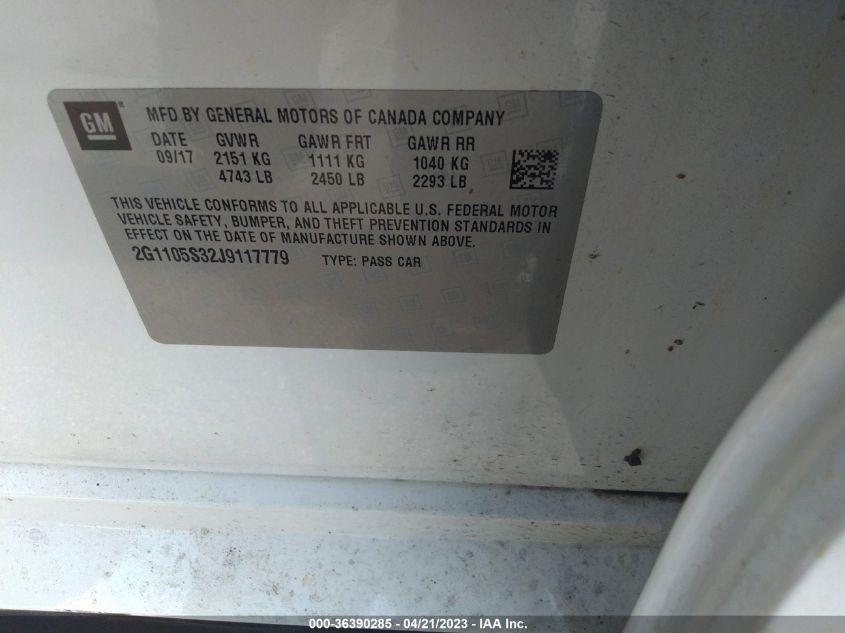 GM
MFD BY GENERAL MOTORS OF CANADA COMPANY
DATE GVWR GAWR FRT GAWR RR
09/17 2151 KG 1111 KG 1040 KG
4743 LB 2450 LB 2293 LB
THIS VEHICLE CONFORMS TO ALL APPLICABLE U.S. FEDERAL MOTOR
VEHICLE SAFETY, BUMPER, AND THEFT PREVENTION STANDARDS IN
EFFECT ON THE DATE OF MANUFACTURE SHOWN ABOVE.
2G1105S32J9117779 TYPE: PASS CAR
000-36390285 - 04/21/2023 - IAA Inc.